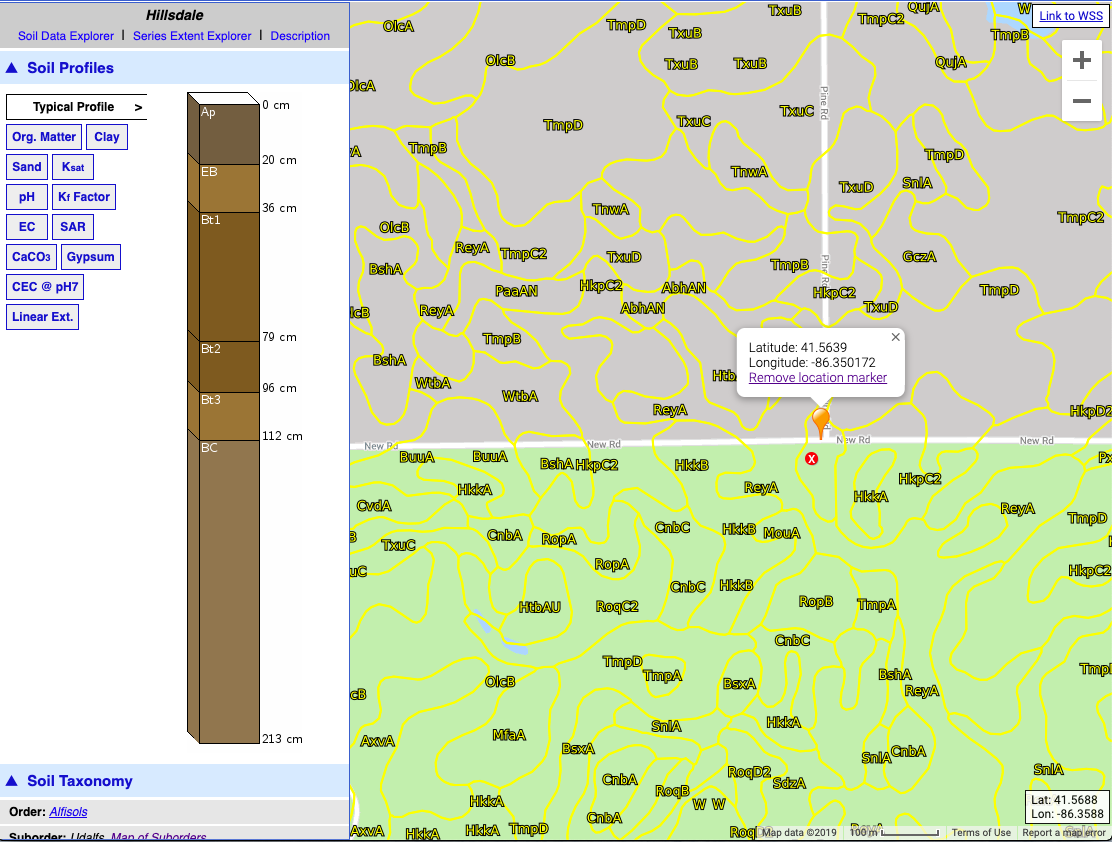 Hillsdale
Soil Data Explorer | Series Extent Explorer | Description
▲ Soil Profiles
Typical Profile >
Org. Matter Clay
Sand Ksat
pH Kf Factor
EC SAR
CaCO3 Gypsum
CEC @ pH7
Linear Ext.
0 cm
Ap
20 cm
EB
36 cm
Bt1
79 cm
Bt2
96 cm
Bt3
112 cm
BC
213 cm
▲ Soil Taxonomy
Order: Alfisols
Suborder: Udalfs Map of Suborders
Link to WSS
+
−
TxuB QujA W
OlcA TmpD TxuB TmpC2 TmpB
OlcB TxuB TxuB QujA
OlcA
TxuC TxuC Pine Rd
TmpD
TmpB TmpD
TnwA TxuD SnlA
TnwA TmpC2
OlcB
ReyA TmpC2 TxuD GczA
BshA TmpB Pine Rd
PaaAN HkpC2 AbhAN HkpC2 TmpD
ReyA AbhAN TxuD
TmpB
Latitude: 41.5639
Longitude: -86.350172
Remove location marker
×
BshA
WtbA WtbA
ReyA HkpD2
New Rd New Rd New Rd New Rd
X
BuuA BuuA BshA HkpC2 HkkB
HkkA ReyA HkkA HkpC2
CvdA ReyA
CnbC HkkB MouA TmpD
TxuC CnbA RopA
RopA HkpC2
CnbC HkkB
HtbAU RoqC2 RopB TmpA
CnbC
TmpD TmpA
OlcB BsxA BshA
ReyA
SnlA HkkA
MfaA
AxvA BsxA SnlA CnbA
CnbA RoqD2 SdzA SnlA
RoqB
HkkA W W
AxvA HkkA HkkA TmpD CnbA
Lat: 41.5688
Lon: -86.3588
Map data ©2019 100 m Terms of Use Report a map error